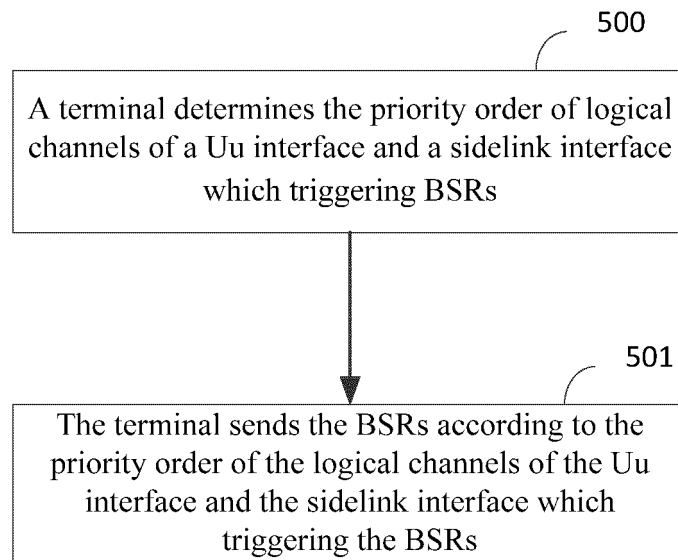 500
A terminal determines the priority order of logical
channels of a Uu interface and a sidelink interface
which triggering BSRs
501
The terminal sends the BSRs according to the
priority order of the logical channels of the Uu
interface and the sidelink interface which
triggering the BSRs